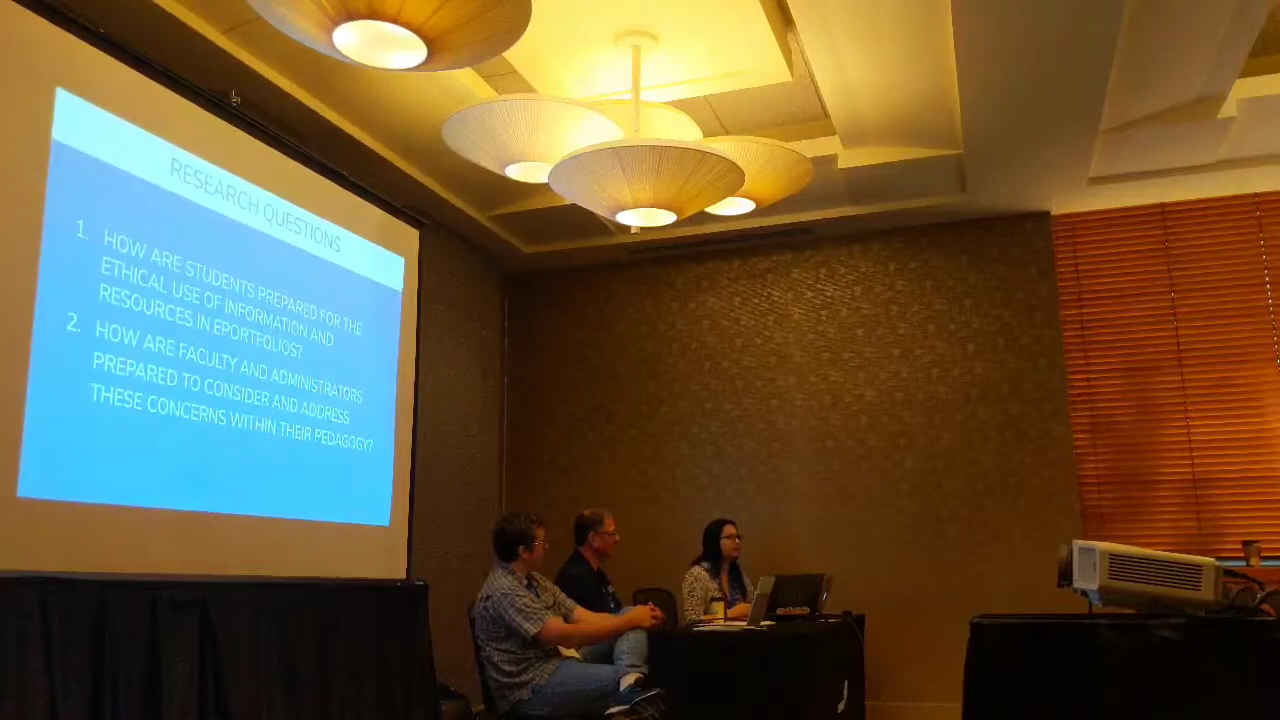 RESEARCH QUESTIONS
1. HOW ARE STUDENTS PREPARED FOR THE
ETHICAL USE OF INFORMATION AND
RESOURCES IN EPORTFOLIOS?
2. HOW ARE FACULTY AND ADMINISTRATORS
PREPARED TO CONSIDER AND ADDRESS
THESE CONCERNS WITHIN THEIR PEDAGOGY?